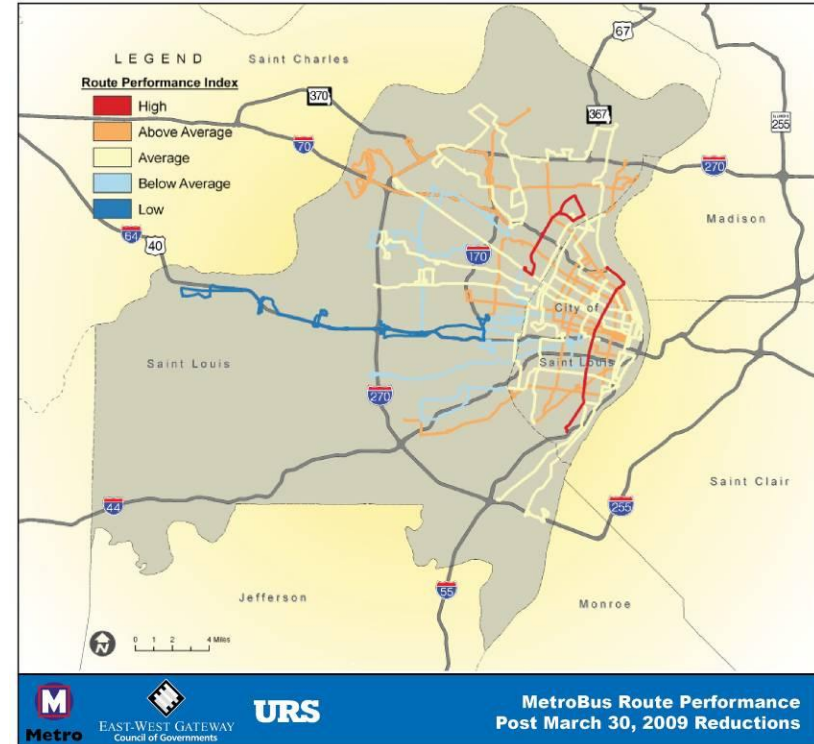 LEGEND
Route Performance Index
High
Above Average
Average
Below Average
Low
Saint Charles
67
370
367
70
ILLINOIS
255
270
Madison
64
40
170
City of
Saint Louis
Saint Louis
270
Saint Clair
44
255
Jefferson
55
Monroe
N
0 1 2 4 Miles
M
Metro
EAST-WEST GATEWAY
Council of Governments
URS
MetroBus Route Performance
Post March 30, 2009 Reductions